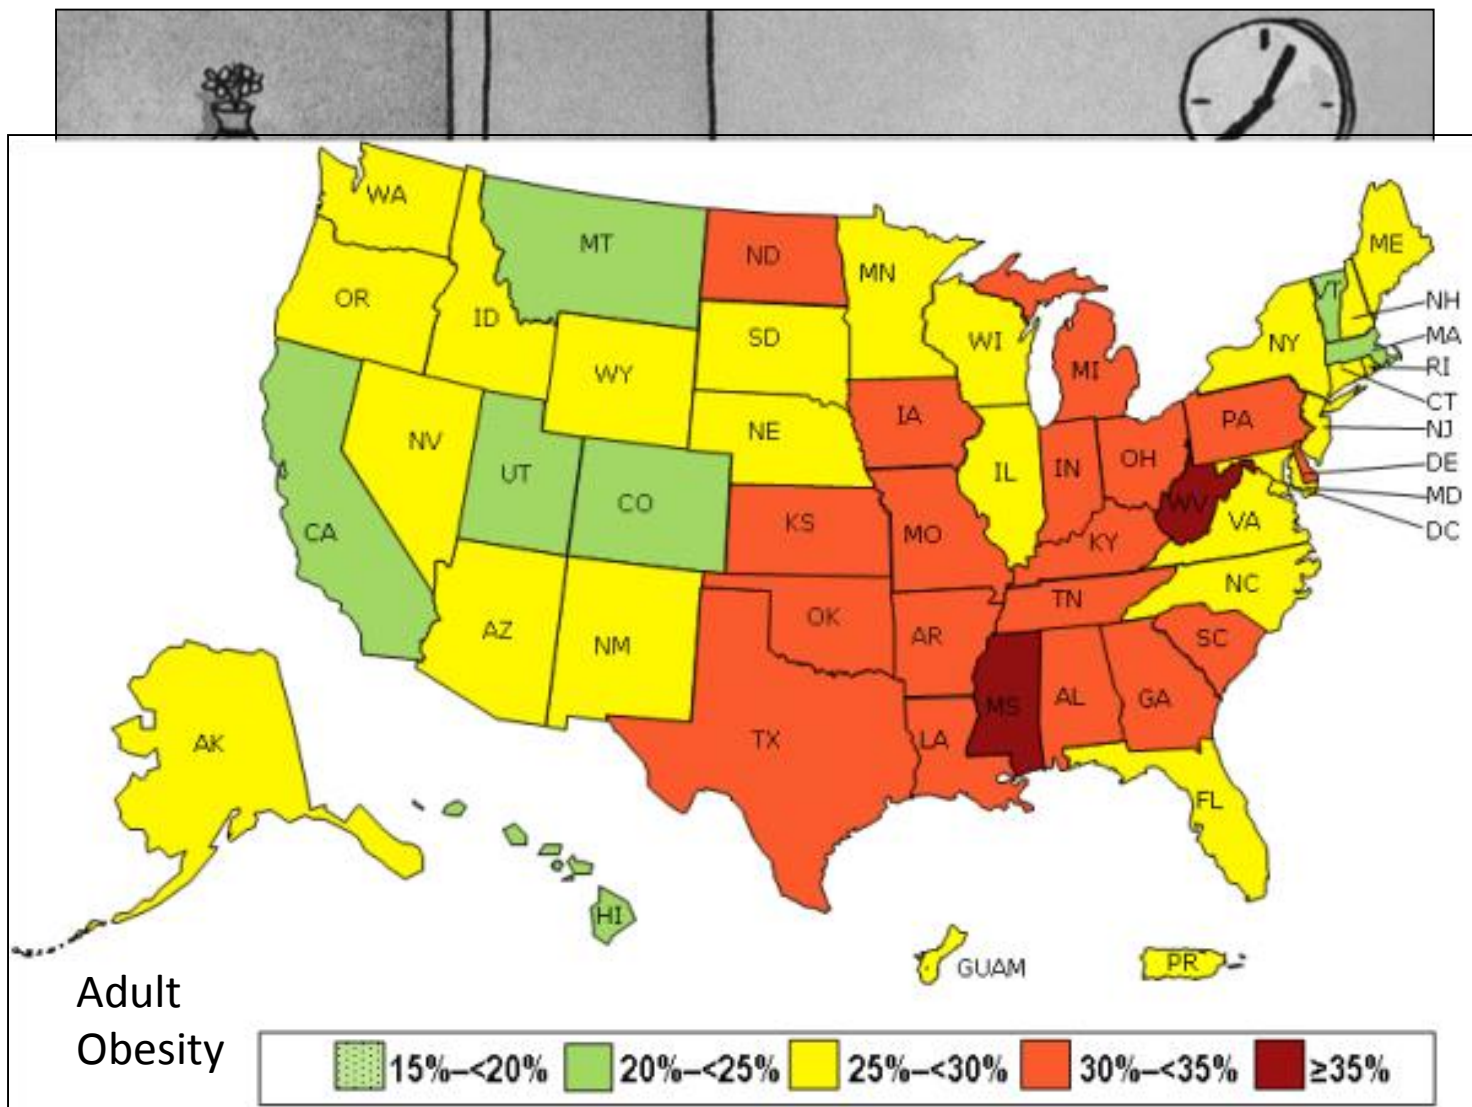 WA
MT
ND
MN
ME
OR
ID
SD
WI
VT
NH
MA
NY
RI
WY
MI
CT
NJ
IA
PA
NE
NV
UT
CO
IL
IN
OH
DE
MD
DC
CA
KS
MO
WV
VA
KY
NC
TN
AZ
NM
OK
AR
SC
MS
AL
GA
TX
LA
AK
FL
HI
GUAM
PR
Adult
Obesity
15%–<20% 20%–<25% 25%–<30% 30%–<35% ≥35%